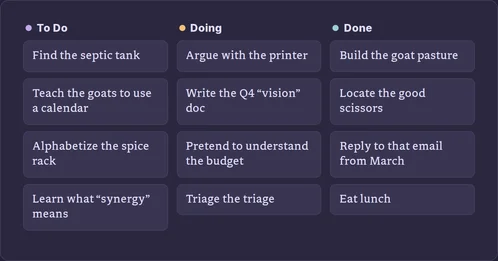 To Do
Find the septic tank
Teach the goats to use
a calendar
Alphabetize the spice
rack
Learn what “synergy”
means
Doing
Argue with the printer
Write the Q4 “vision”
doc
Pretend to understand
the budget
Triage the triage
Done
Build the goat pasture
Locate the good
scissors
Reply to that email
from March
Eat lunch